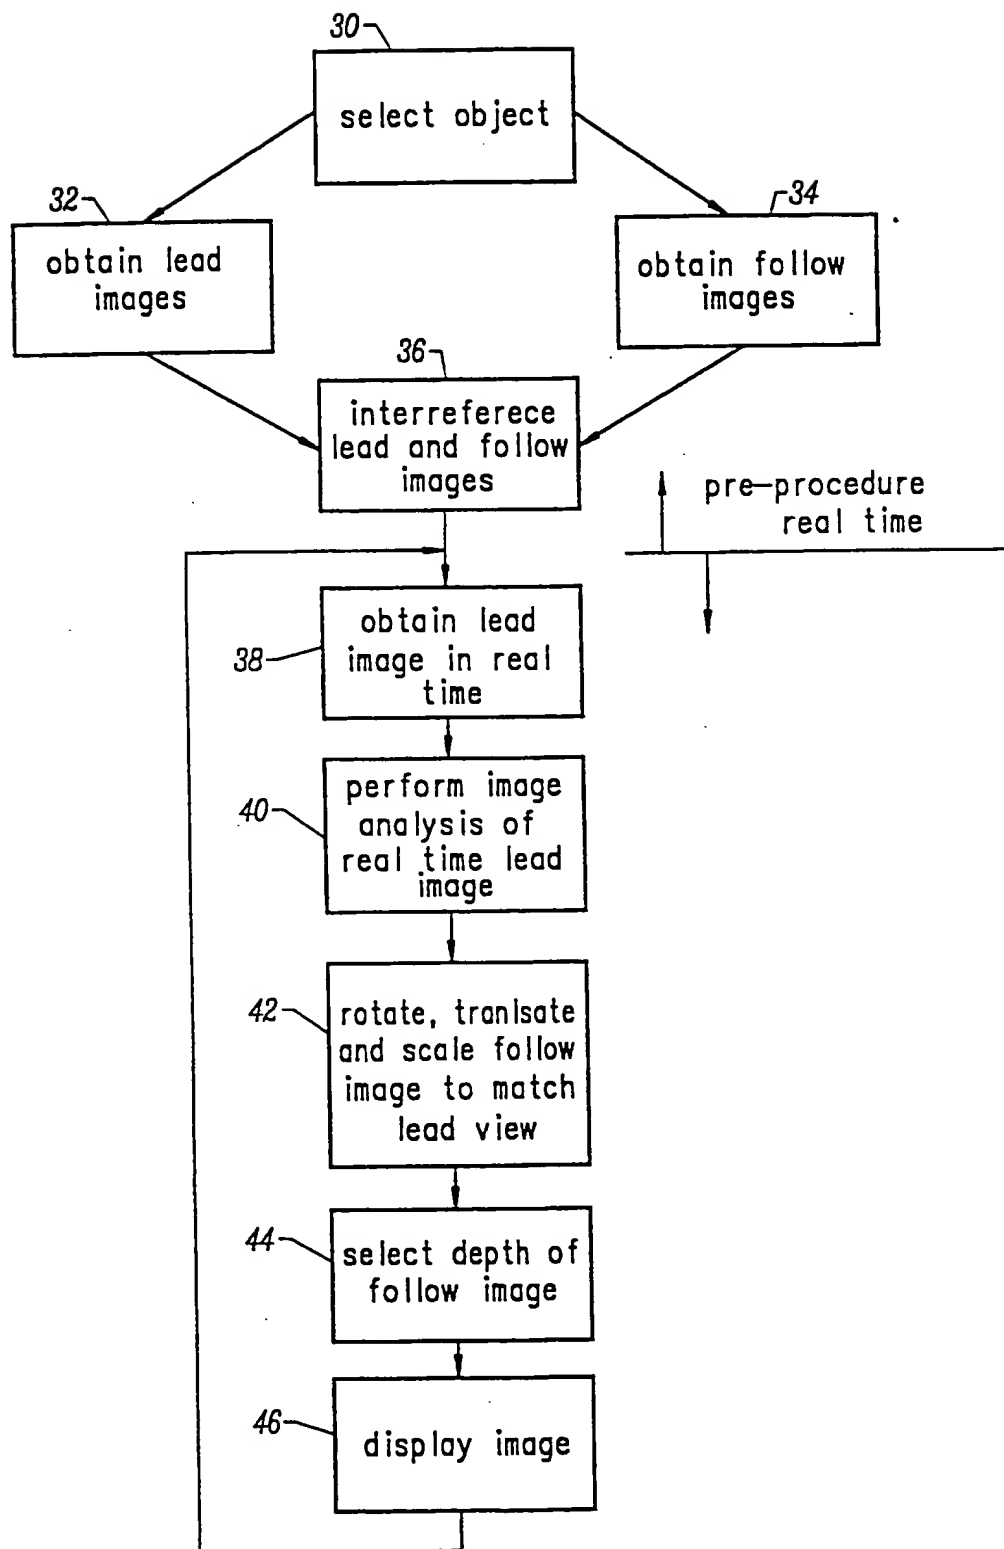 30
select object
32
34
obtain lead
images
obtain follow
images
36
interreferece
lead and follow
images
pre-procedure
real time
38
obtain lead
image in real
time
40
perform image
analysis of
real time lead
image
42
rotate, tranlsate
and scale follow
image to match
lead view
44
select depth of
follow image
46
display image